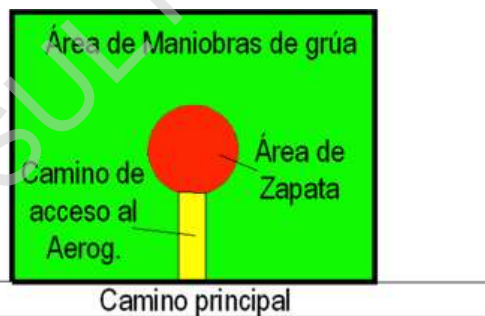 Área de Maniobras de grúa
Área de
Zapata
Camino de
acceso al
Aerog.
Camino principal